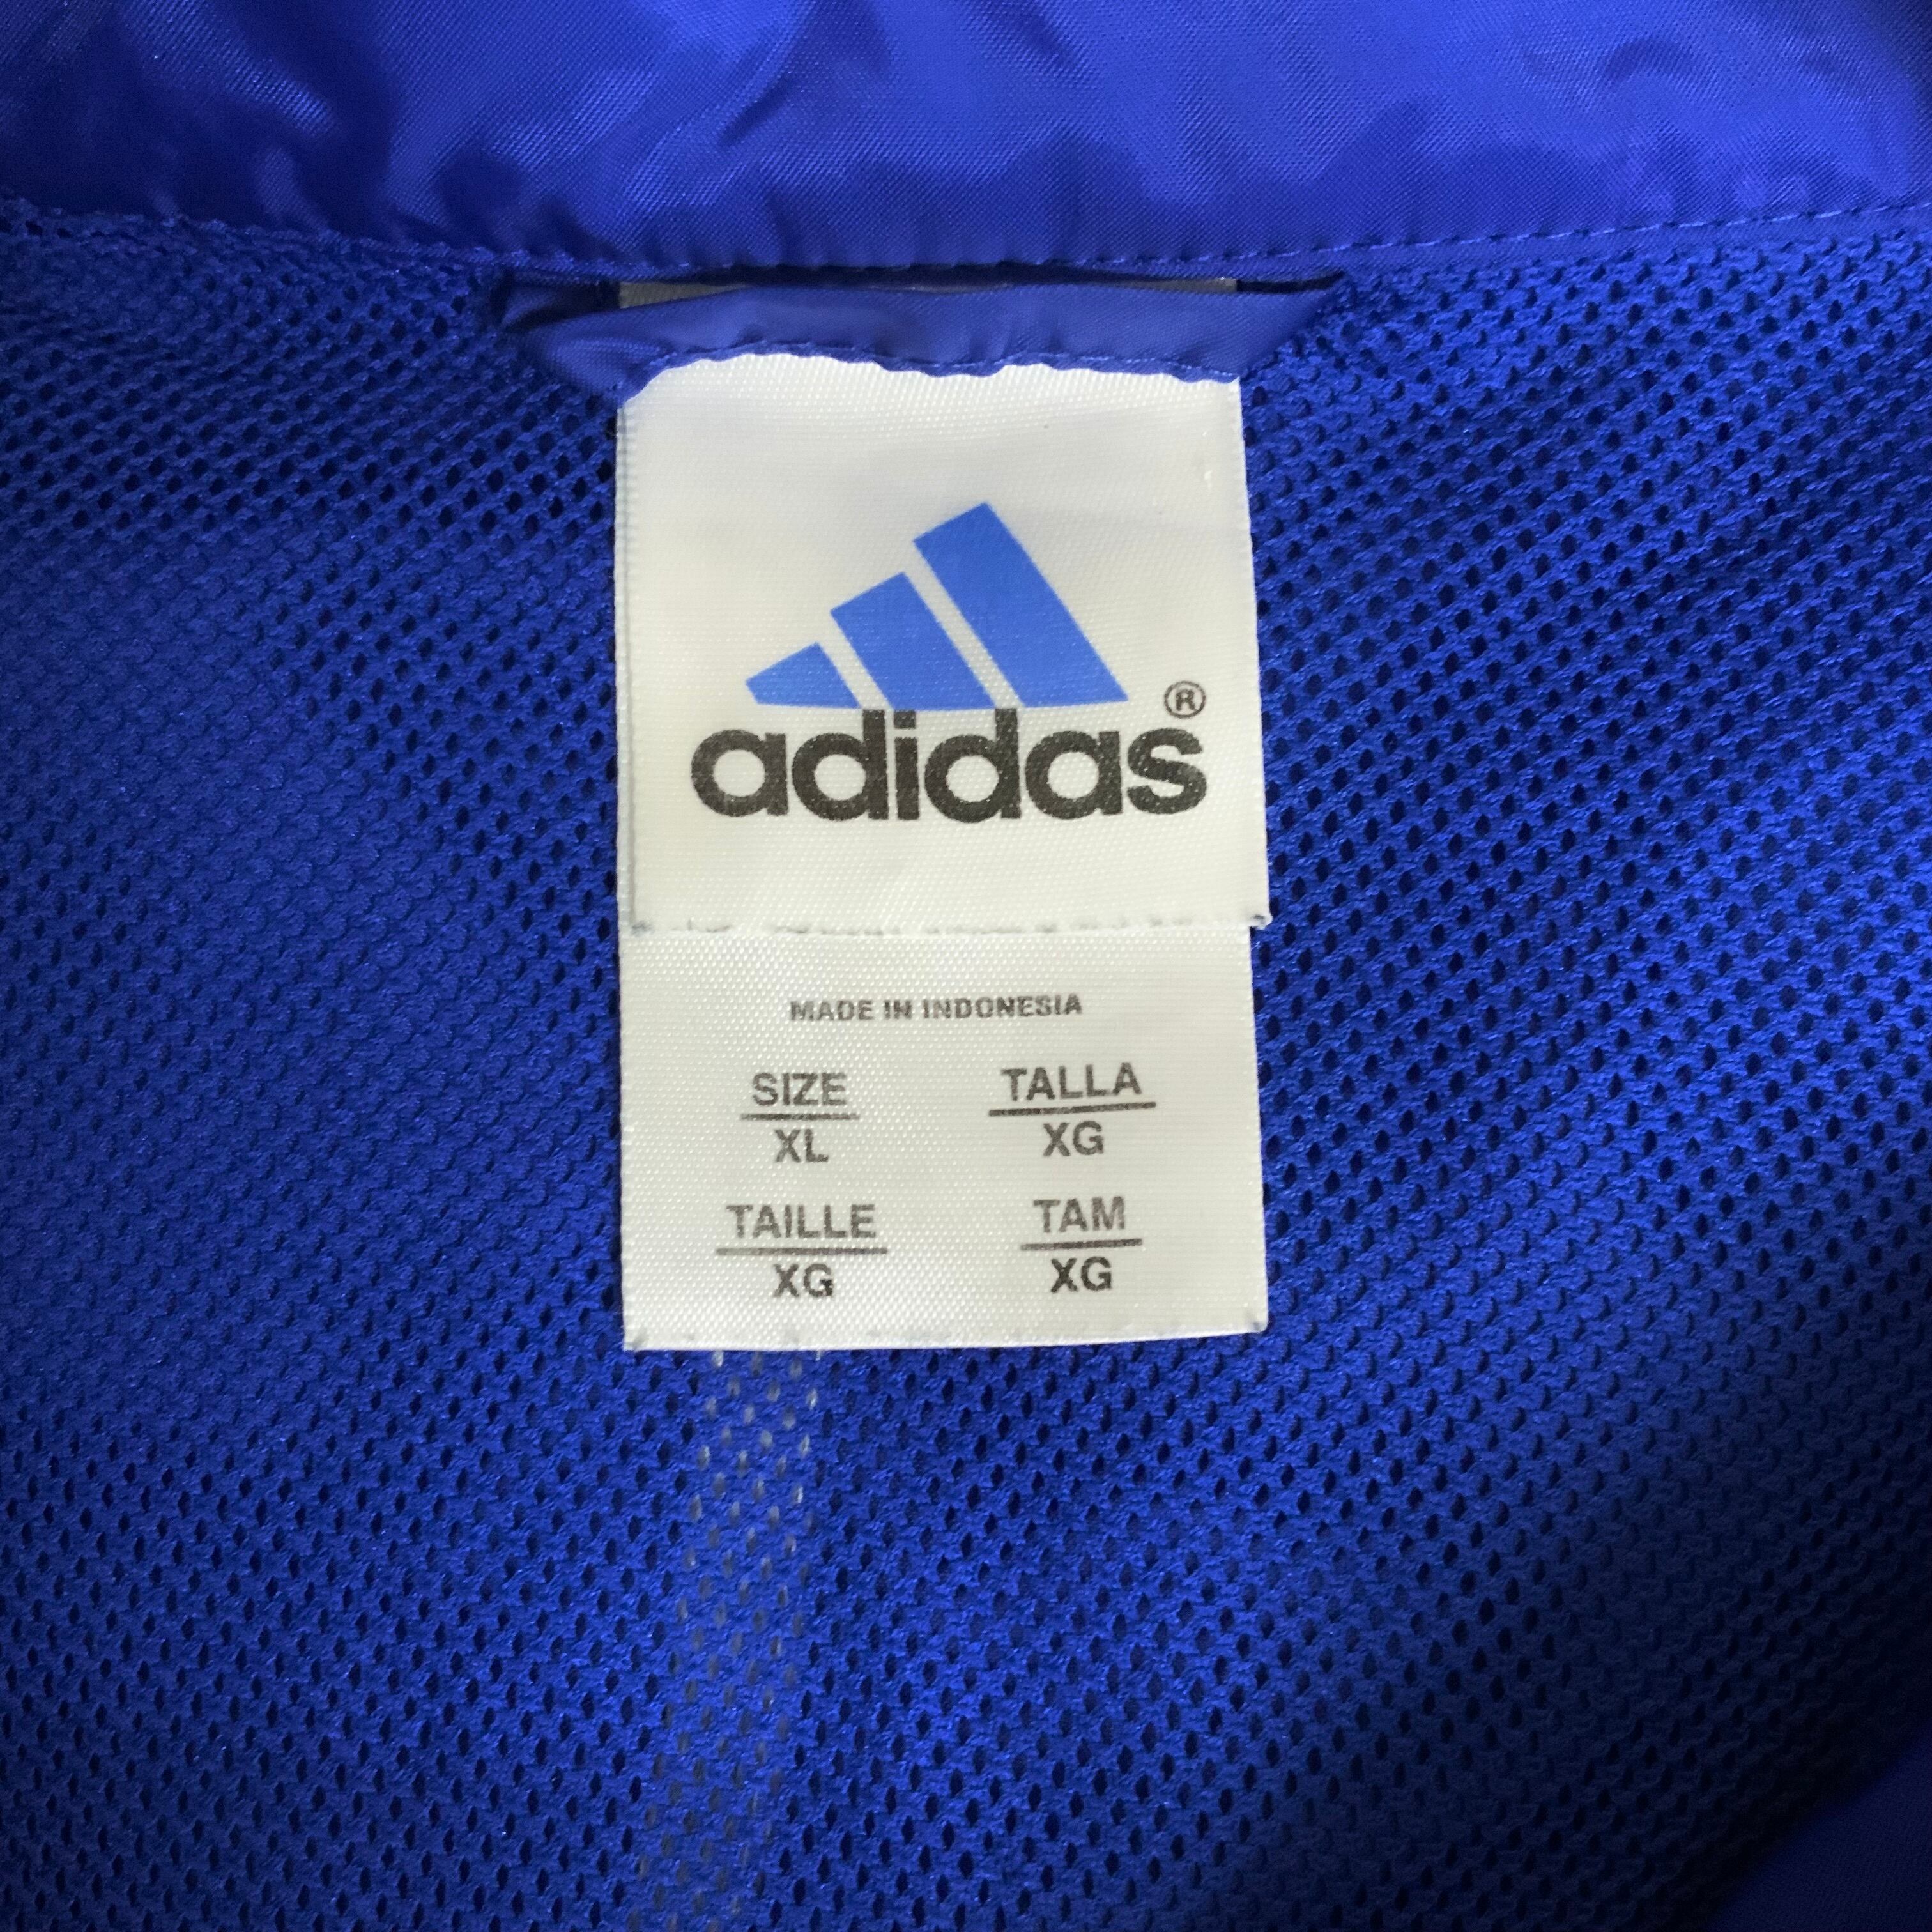 adidas®
MADE IN INDONESIA
SIZE TALLA
XL XG
TAILLE TAM
XG XG